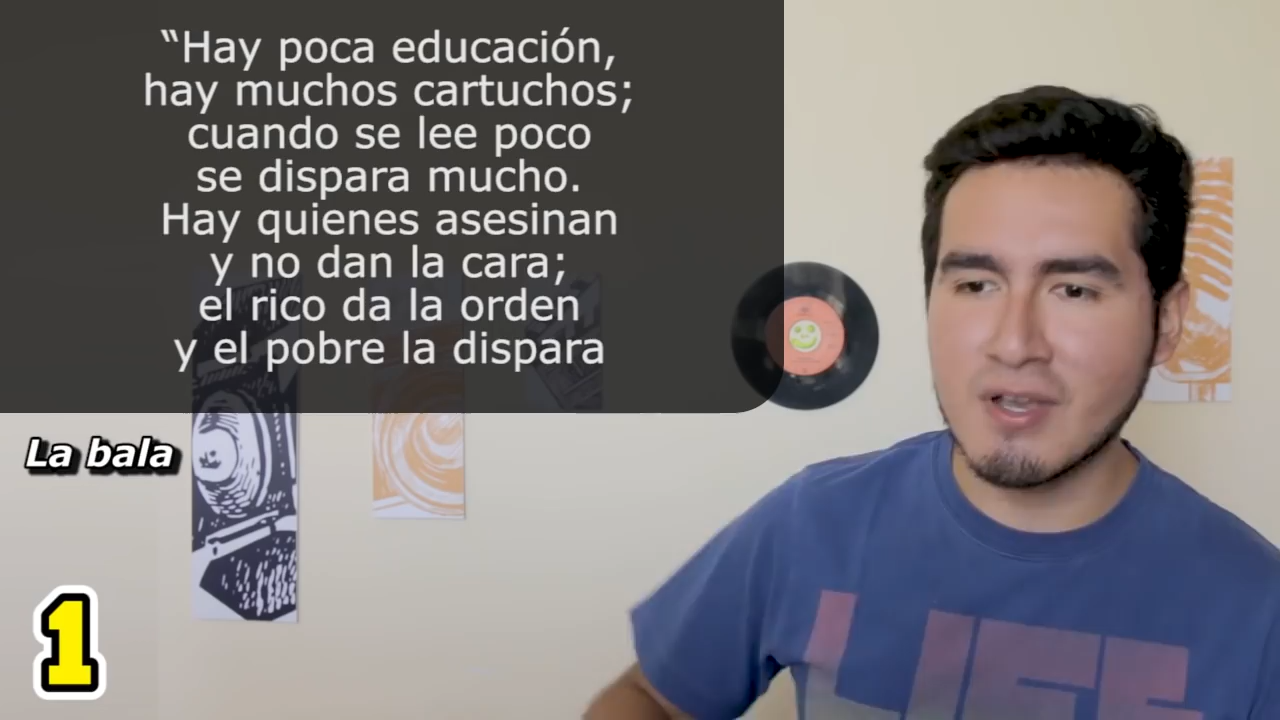 “Hay poca educación,
hay muchos cartuchos;
cuando se lee poco
se dispara mucho.
Hay quienes asesinan
y no dan la cara;
el rico da la orden
y el pobre la dispara
La bala
1
LIFE